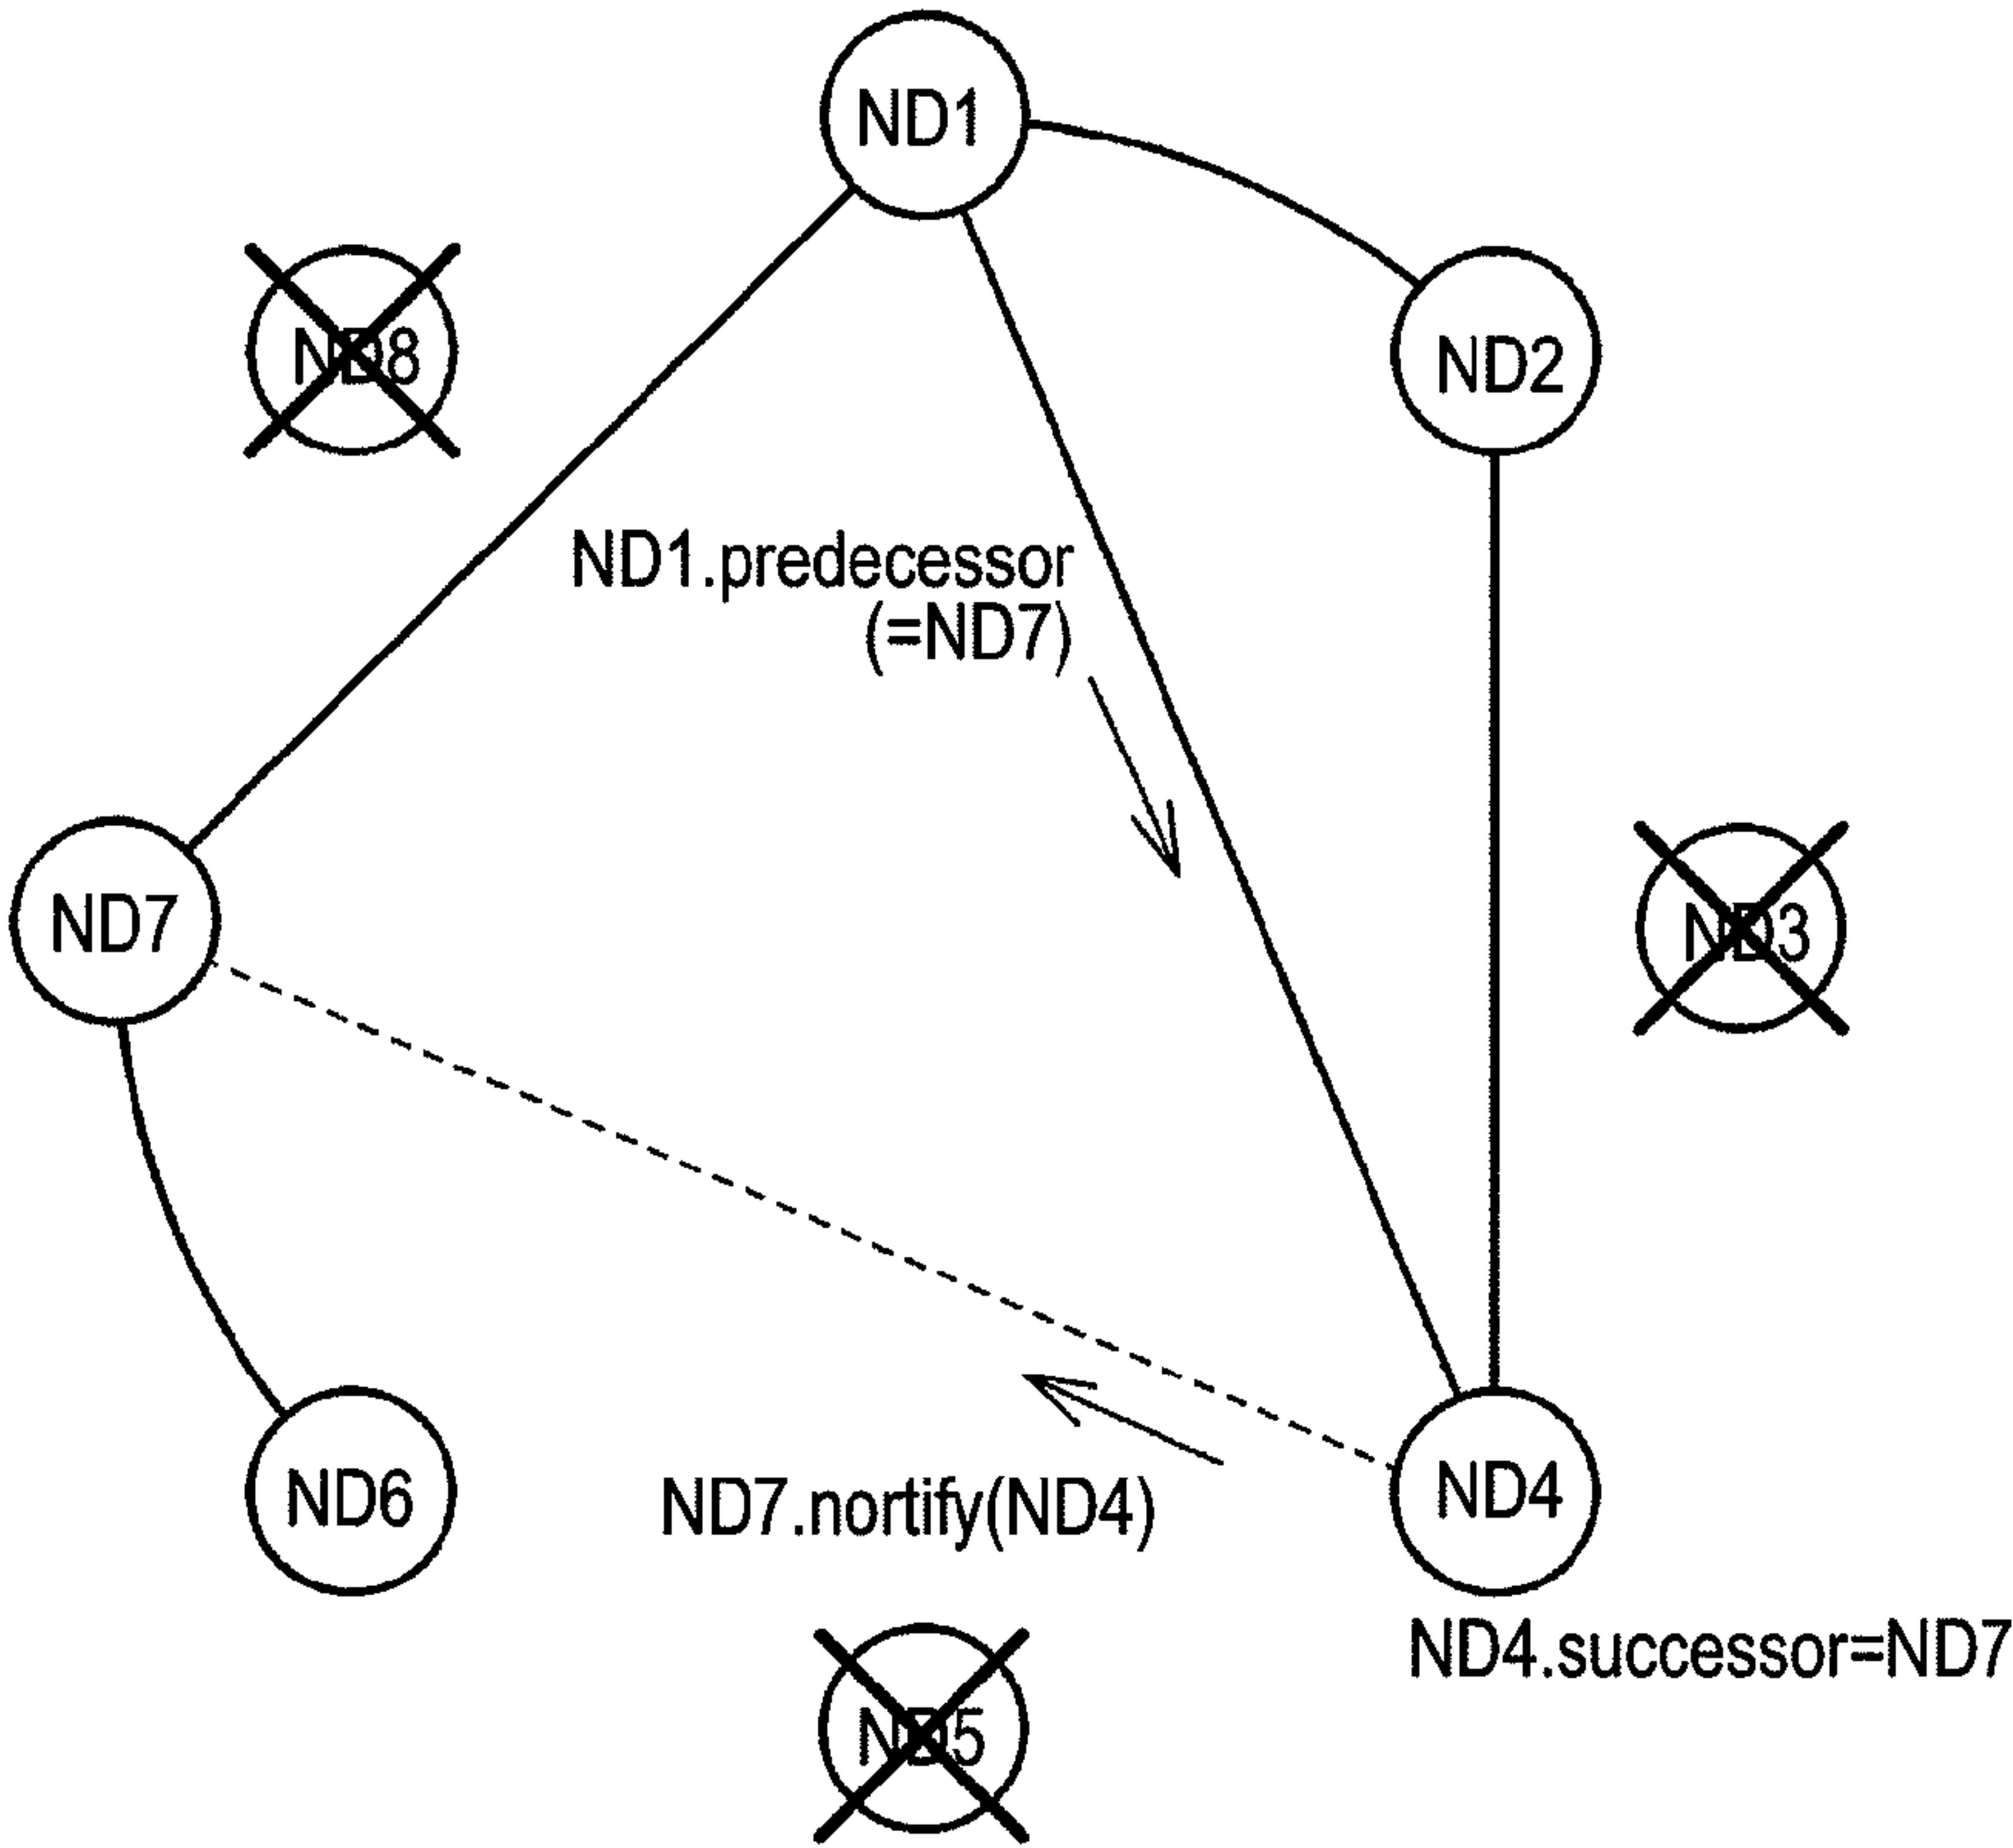 ND1
ND8
ND2
ND1.predecessor
(=ND7)
ND7
ND3
ND6
ND7.nortify(ND4)
ND4
ND4.successor=ND7
ND5